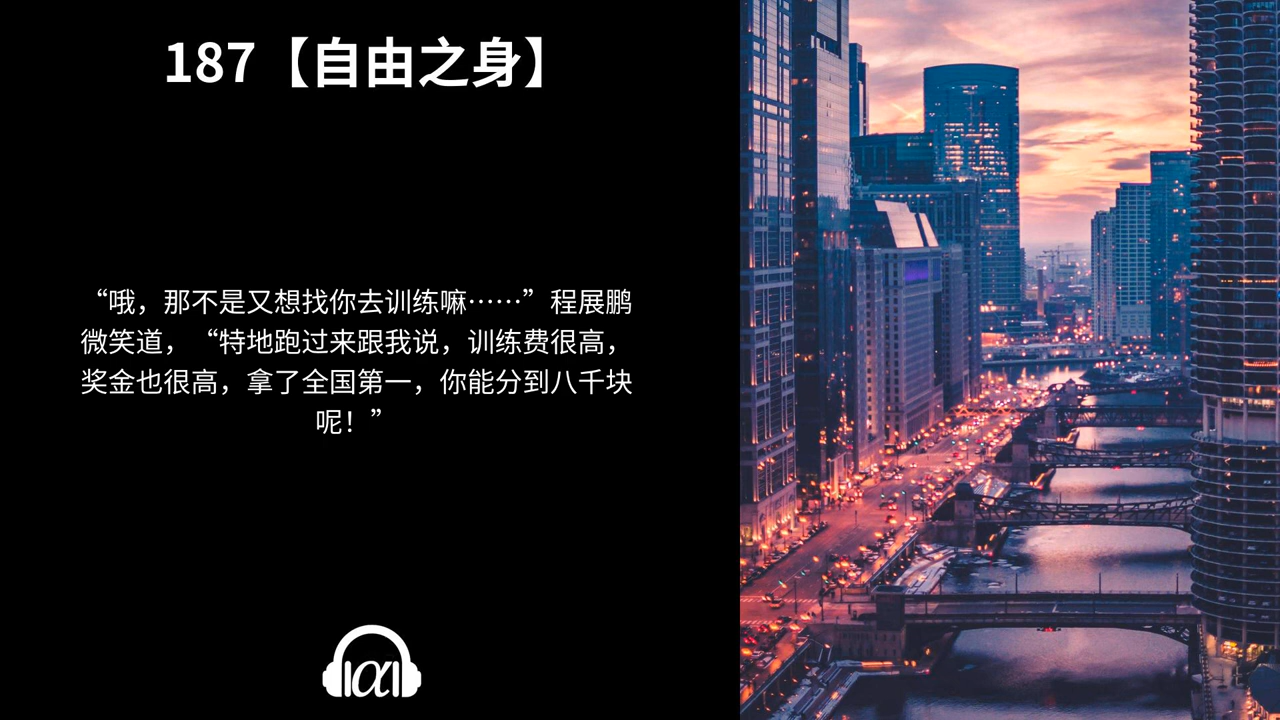 187【自由之身】
“哦，那不是又想找你去训练嘛……”程展鹏
微笑道，“特地跑过来跟我说，训练费很高，
奖金也很高，拿了全国第一，你能分到八千块
呢！”
|α|